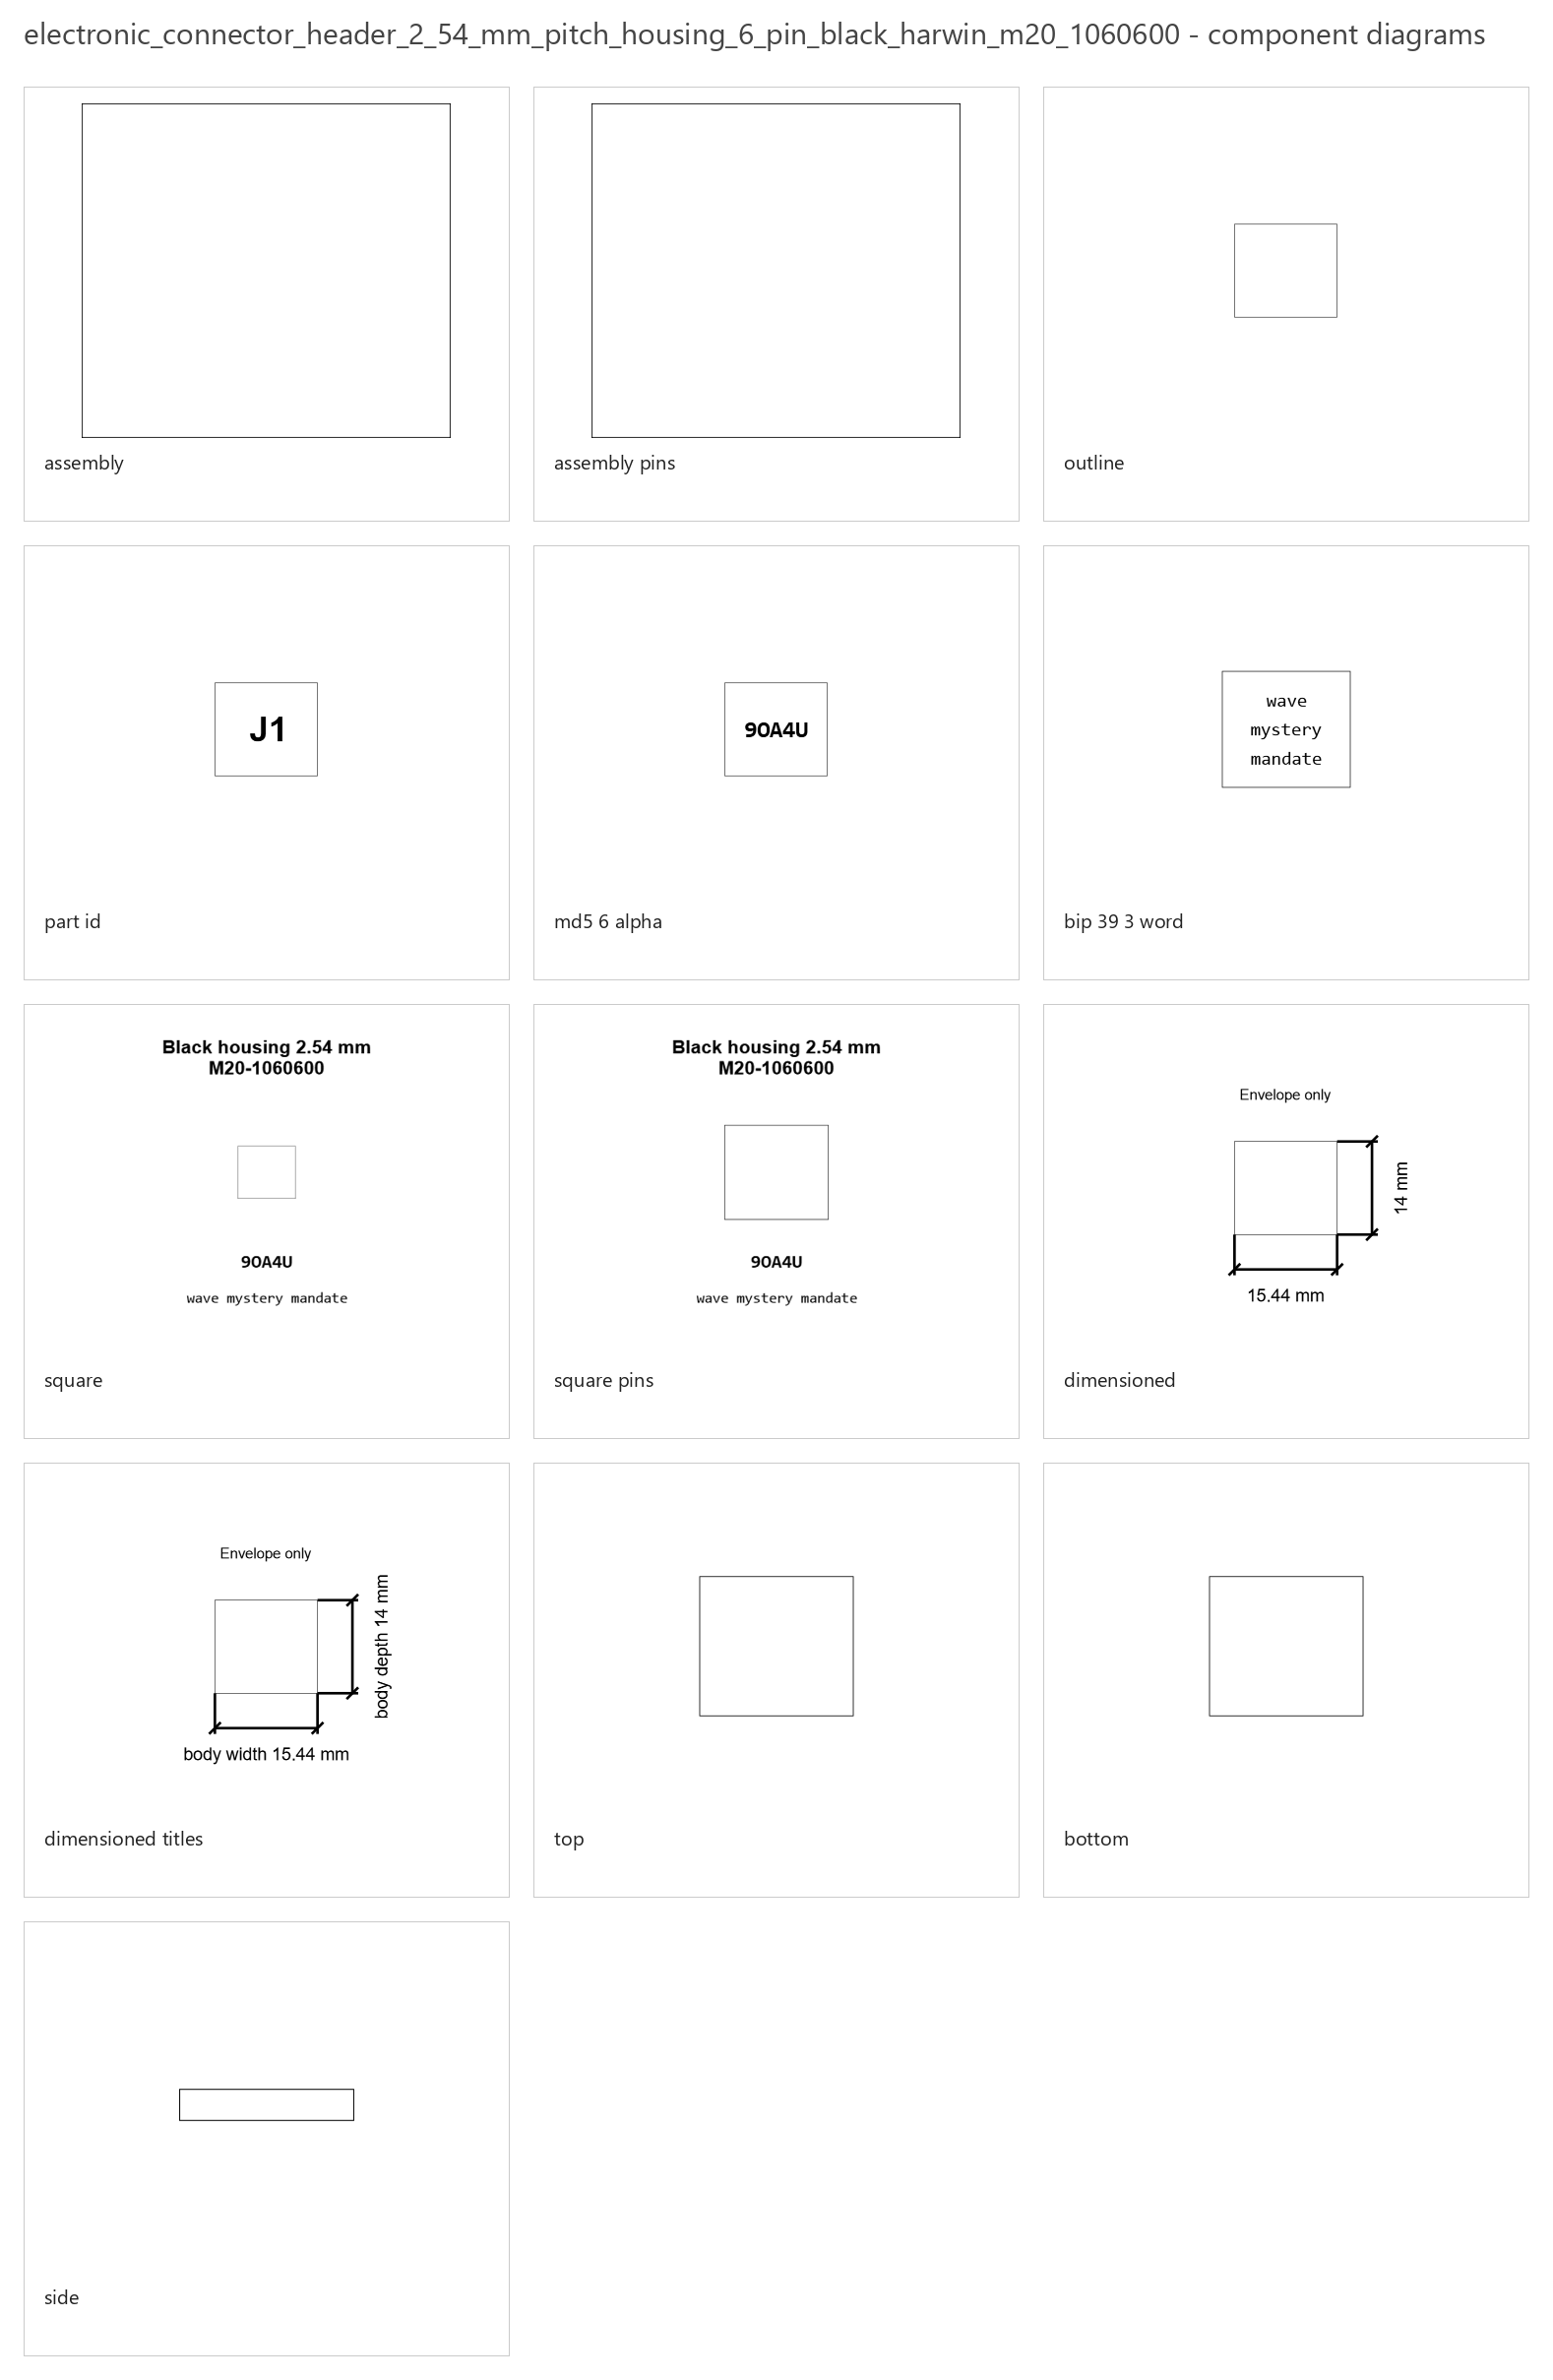 electronic_connector_header_2_54_mm_pitch_housing_6_pin_black_harwin_m20_1060600 - component diagrams
assembly
assembly pins
outline
J1
part id
90A4U
md5 6 alpha
wave
mystery
mandate
bip 39 3 word
Black housing 2.54 mm
M20-1060600
90A4U
wave mystery mandate
square
Black housing 2.54 mm
M20-1060600
90A4U
wave mystery mandate
square pins
Envelope only
14 mm
15.44 mm
dimensioned
Envelope only
body depth 14 mm
body width 15.44 mm
dimensioned titles
top
bottom
side